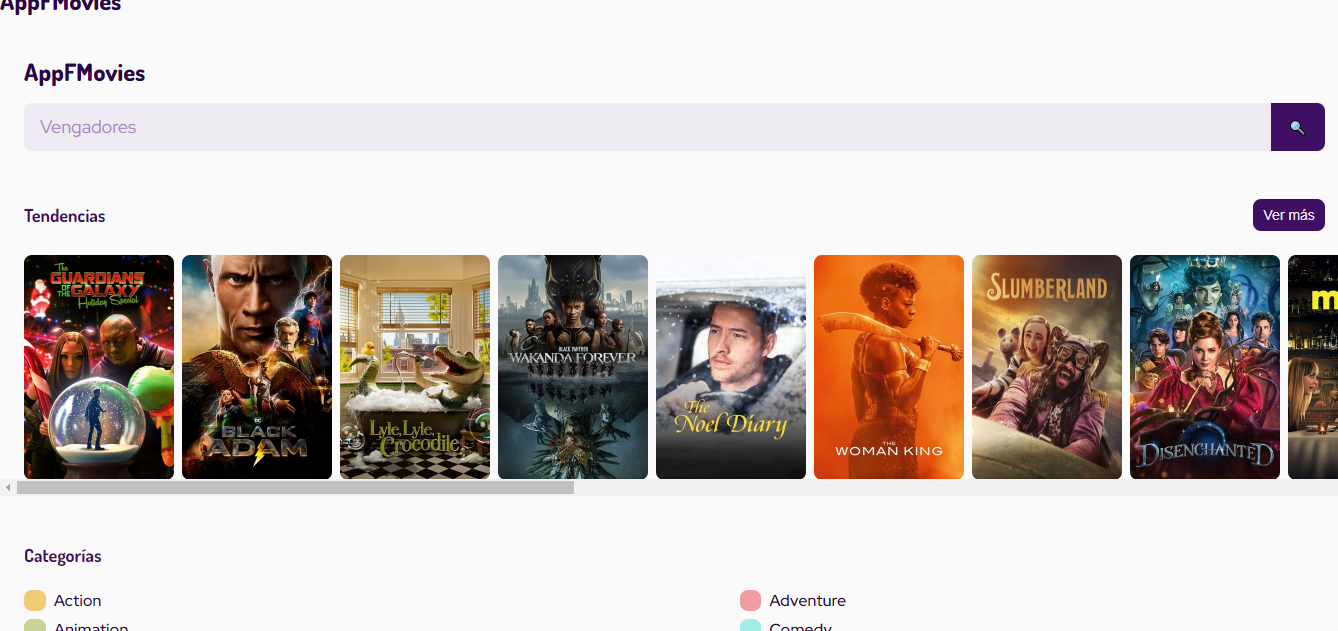 AppFMovies
AppFMovies
Vengadores
Tendencias
Ver más
The
GUARDIANS
OF THE
GALAXY
Holiday Special
DC
BLACK
ADAM
Lyle, Lyle,
Crocodile
BLACK PANTHER
WAKANDA FOREVER
The
Noel Diary
THE
WOMAN KING
SLUMBERLAND
DISENCHANTED
m
Categorías
Action
Adventure
Animation
Comedy